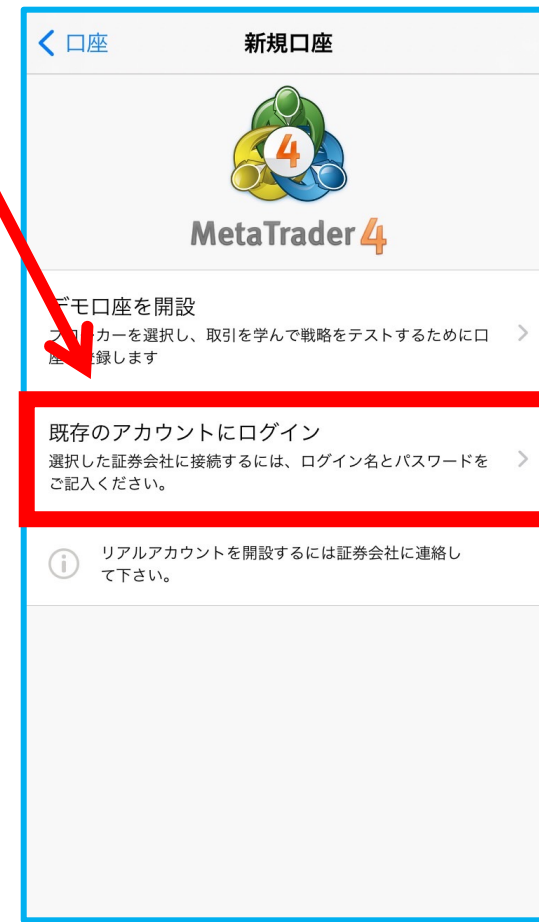 口座 新規口座
4
MetaTrader 4
デモ口座を開設
カーを選択し、取引を学んで戦略をテストするために口
登録します
既存のアカウントにログイン
選択した証券会社に接続するには、ログイン名とパスワードを
ご記入ください。
リアルアカウントを開設するには証券会社に連絡し
て下さい。